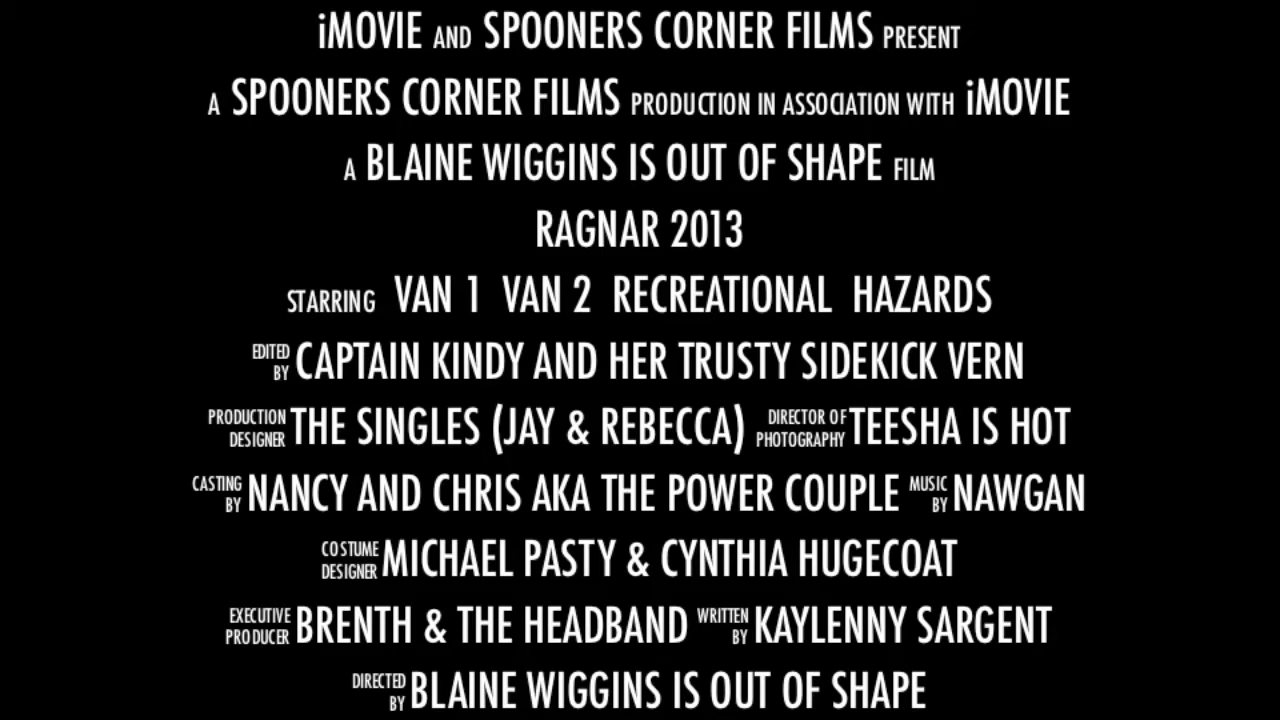 iMOVIE AND SPOONERS CORNER FILMS PRESENT
A SPOONERS CORNER FILMS PRODUCTION IN ASSOCIATION WITH iMOVIE
A BLAINE WIGGINS IS OUT OF SHAPE FILM
RAGNAR 2013
STARRING VAN 1 VAN 2 RECREATIONAL HAZARDS
EDITED BY CAPTAIN KINDY AND HER TRUSTY SIDEKICK VERN
PRODUCTION DESIGNER THE SINGLES (JAY & REBECCA) DIRECTOR OF PHOTOGRAPHY TEESHA IS HOT
CASTING BY NANCY AND CHRIS AKA THE POWER COUPLE MUSIC BY NAWGAN
COSTUME DESIGNER MICHAEL PASTY & CYNTHIA HUGECOAT
EXECUTIVE PRODUCER BRENTH & THE HEADBAND WRITTEN BY KAYLENNY SARGENT
DIRECTED BY BLAINE WIGGINS IS OUT OF SHAPE